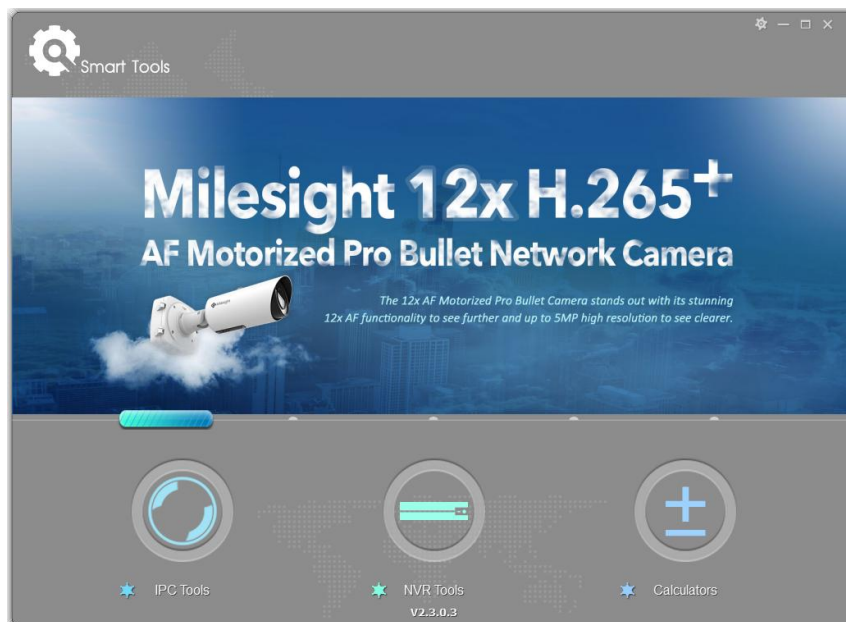 Smart Tools
Milesight 12x H.265+
AF Motorized Pro Bullet Network Camera
The 12x AF Motorized Pro Bullet Camera stands out with its stunning
12x AF functionality to see further and up to 5MP high resolution to see clearer.
IPC Tools
NVR Tools
Calculators
V2.3.0.3